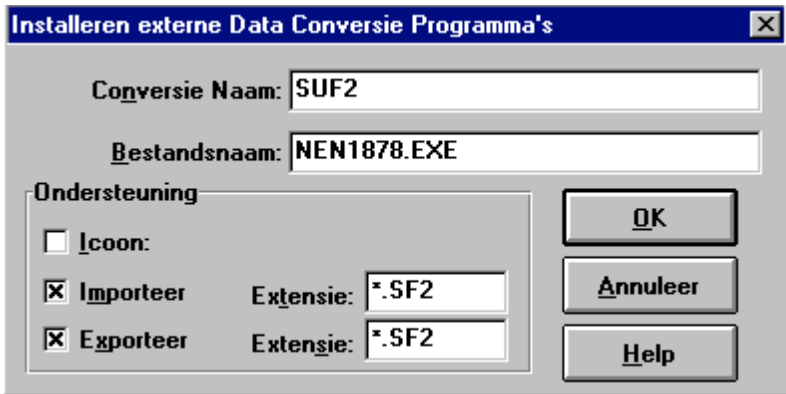 Installeren externe Data Conversie Programma's
Conversie Naam: SUF2
Bestandsnaam: NEN1878.EXE
Ondersteuning
Icoon:
Importeer Extensie: *.SF2
Exporteer Extensie: *.SF2
OK
Annuleer
Help